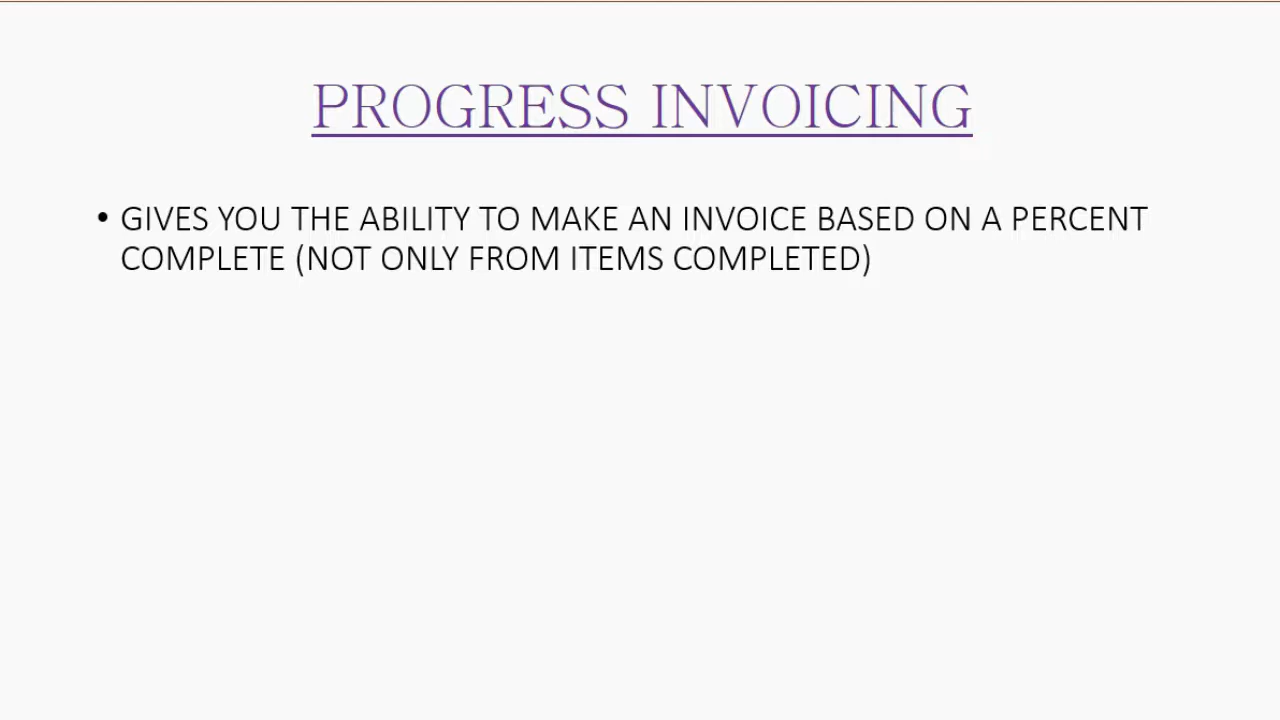 PROGRESS INVOICING
• GIVES YOU THE ABILITY TO MAKE AN INVOICE BASED ON A PERCENT
COMPLETE (NOT ONLY FROM ITEMS COMPLETED)